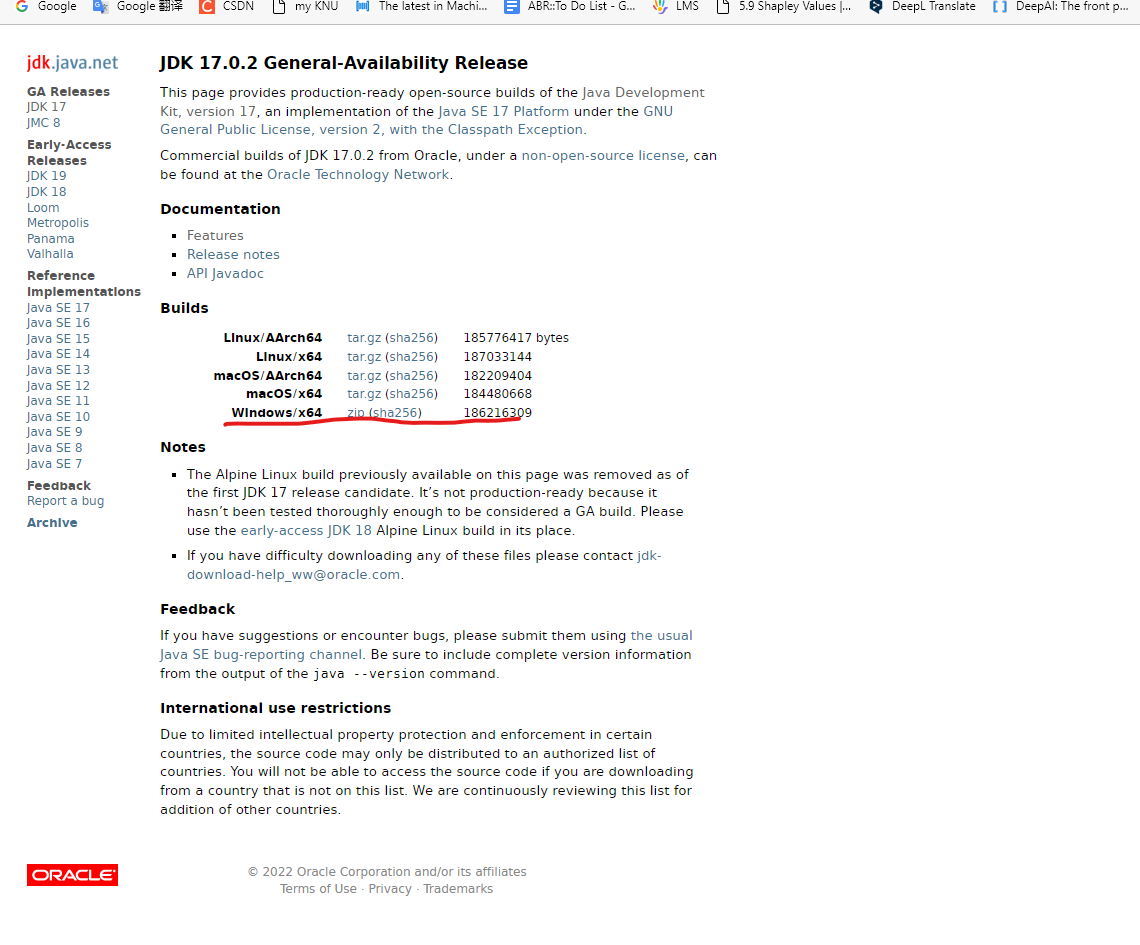 Google Google 翻译 CSDN my KNU The latest in Machi... ABR::To Do List - G... LMS 5.9 Shapley Values |... DeepL Translate DeepAI: The front p...
jdk.java.net
GA Releases
JDK 17
JMC 8
Early-Access
Releases
JDK 19
JDK 18
Loom
Metropolis
Panama
Valhalla
Reference
Implementations
Java SE 17
Java SE 16
Java SE 15
Java SE 14
Java SE 13
Java SE 12
Java SE 11
Java SE 10
Java SE 9
Java SE 8
Java SE 7
Feedback
Report a bug
Archive
JDK 17.0.2 General-Availability Release
This page provides production-ready open-source builds of the Java Development
Kit, version 17, an implementation of the Java SE 17 Platform under the GNU
General Public License, version 2, with the Classpath Exception.
Commercial builds of JDK 17.0.2 from Oracle, under a non-open-source license, can
be found at the Oracle Technology Network.
Documentation
Features
Release notes
API Javadoc
Builds
Linux/AArch64 tar.gz (sha256) 185776417 bytes
Linux/x64 tar.gz (sha256) 187033144
macOS/AArch64 tar.gz (sha256) 182209404
macOS/x64 tar.gz (sha256) 184480668
Windows/x64 zip (sha256) 186216309
Notes
The Alpine Linux build previously available on this page was removed as of
the first JDK 17 release candidate. It’s not production-ready because it
hasn’t been tested thoroughly enough to be considered a GA build. Please
use the early-access JDK 18 Alpine Linux build in its place.
If you have difficulty downloading any of these files please contact jdk-
download-help_ww@oracle.com.
Feedback
If you have suggestions or encounter bugs, please submit them using the usual
Java SE bug-reporting channel. Be sure to include complete version information
from the output of the java --version command.
International use restrictions
Due to limited intellectual property protection and enforcement in certain
countries, the source code may only be distributed to an authorized list of
countries. You will not be able to access the source code if you are downloading
from a country that is not on this list. We are continuously reviewing this list for
addition of other countries.
ORACLE
© 2022 Oracle Corporation and/or its affiliates
Terms of Use · Privacy · Trademarks